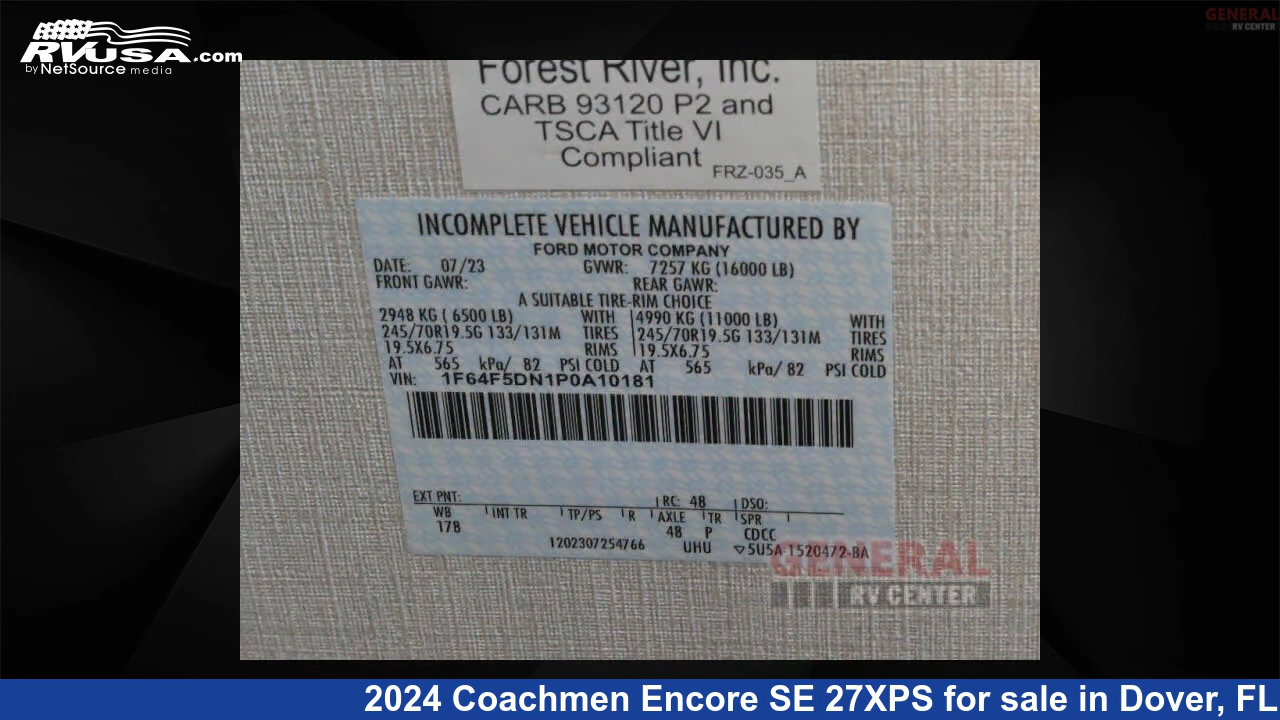 RVUSA.com
by NetSource media
GENERAL
RV CENTER
Forest River, Inc.
CARB 93120 P2 and
TSCA Title VI
Compliant
FRZ-035_A
INCOMPLETE VEHICLE MANUFACTURED BY
FORD MOTOR COMPANY
DATE: 07/23 GVWR: 7257 KG (16000 LB)
FRONT GAWR: REAR GAWR:
A SUITABLE TIRE-RIM CHOICE
2948 KG ( 6500 LB) WITH 4990 KG (11000 LB) WITH
245/70R19.5G 133/131M TIRES 245/70R19.5G 133/131M TIRES
19.5X6.75 RIMS 19.5X6.75 RIMS
AT 565 kPa/ 82 PSI COLD AT 565 kPa/ 82 PSI COLD
VIN: 1F64F5DN1P0A10181
EXT PNT: RC: 48 DSO:
WB INT TR TP/PS R AXLE TR SPR
178 48 P CDCC
1202307254766 UHU ▽5U5A-1520472-BA
GENERAL
RV CENTER
2024 Coachmen Encore SE 27XPS for sale in Dover, FL